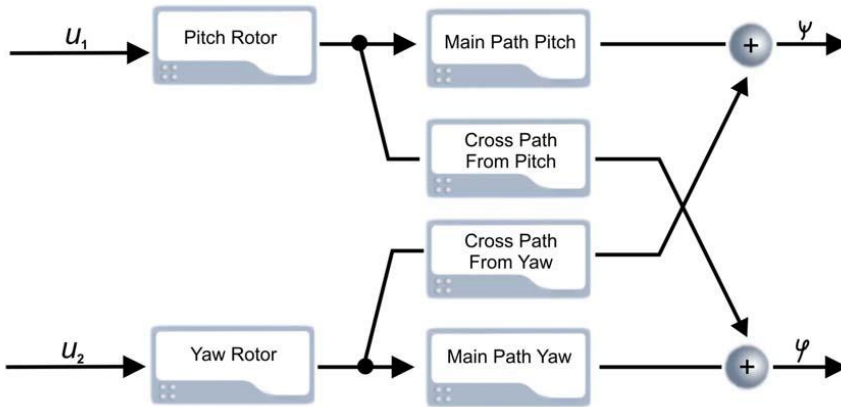 u₁
Pitch Rotor
Main Path Pitch
+
ψ
Cross Path
From Pitch
Cross Path
From Yaw
u₂
Yaw Rotor
Main Path Yaw
+
φ